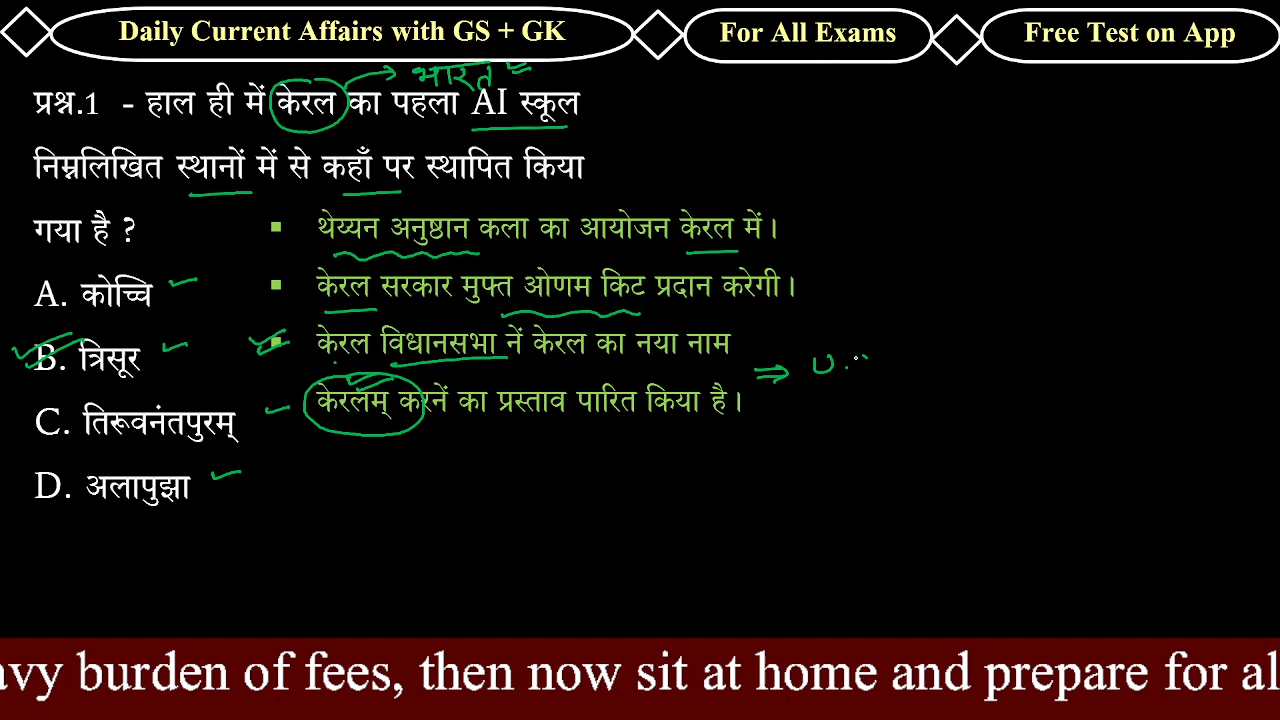 Daily Current Affairs with GS + GK
For All Exams
Free Test on App
भारत
प्रश्न.1 - हाल ही में केरल का पहला AI स्कूल
निम्नलिखित स्थानों में से कहाँ पर स्थापित किया
गया है ?
A. कोच्चि
B. त्रिसूर
C. तिरूवनंतपुरम्
D. अलापुझा
▪ थेय्यन अनुष्ठान कला का आयोजन केरल में।
▪ केरल सरकार मुफ्त ओणम किट प्रदान करेगी।
▪ केरल विधानसभा नें केरल का नया नाम
केरलम् करनें का प्रस्ताव पारित किया है।
avy burden of fees, then now sit at home and prepare for al